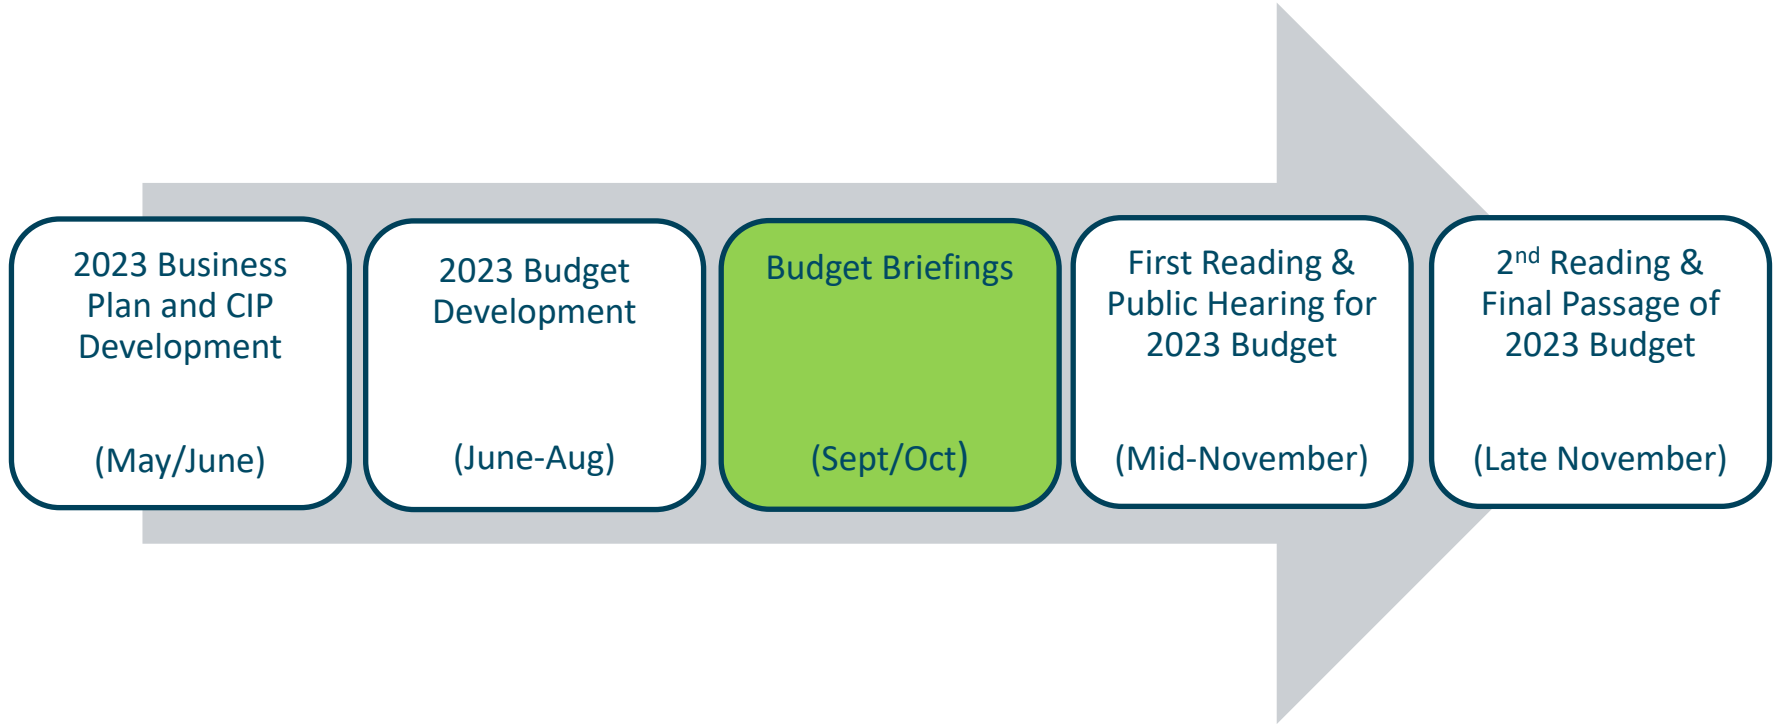 2023 Business
Plan and CIP
Development
(May/June)
2023 Budget
Development
(June-Aug)
Budget Briefings
(Sept/Oct)
First Reading &
Public Hearing for
2023 Budget
(Mid-November)
2nd Reading &
Final Passage of
2023 Budget
(Late November)